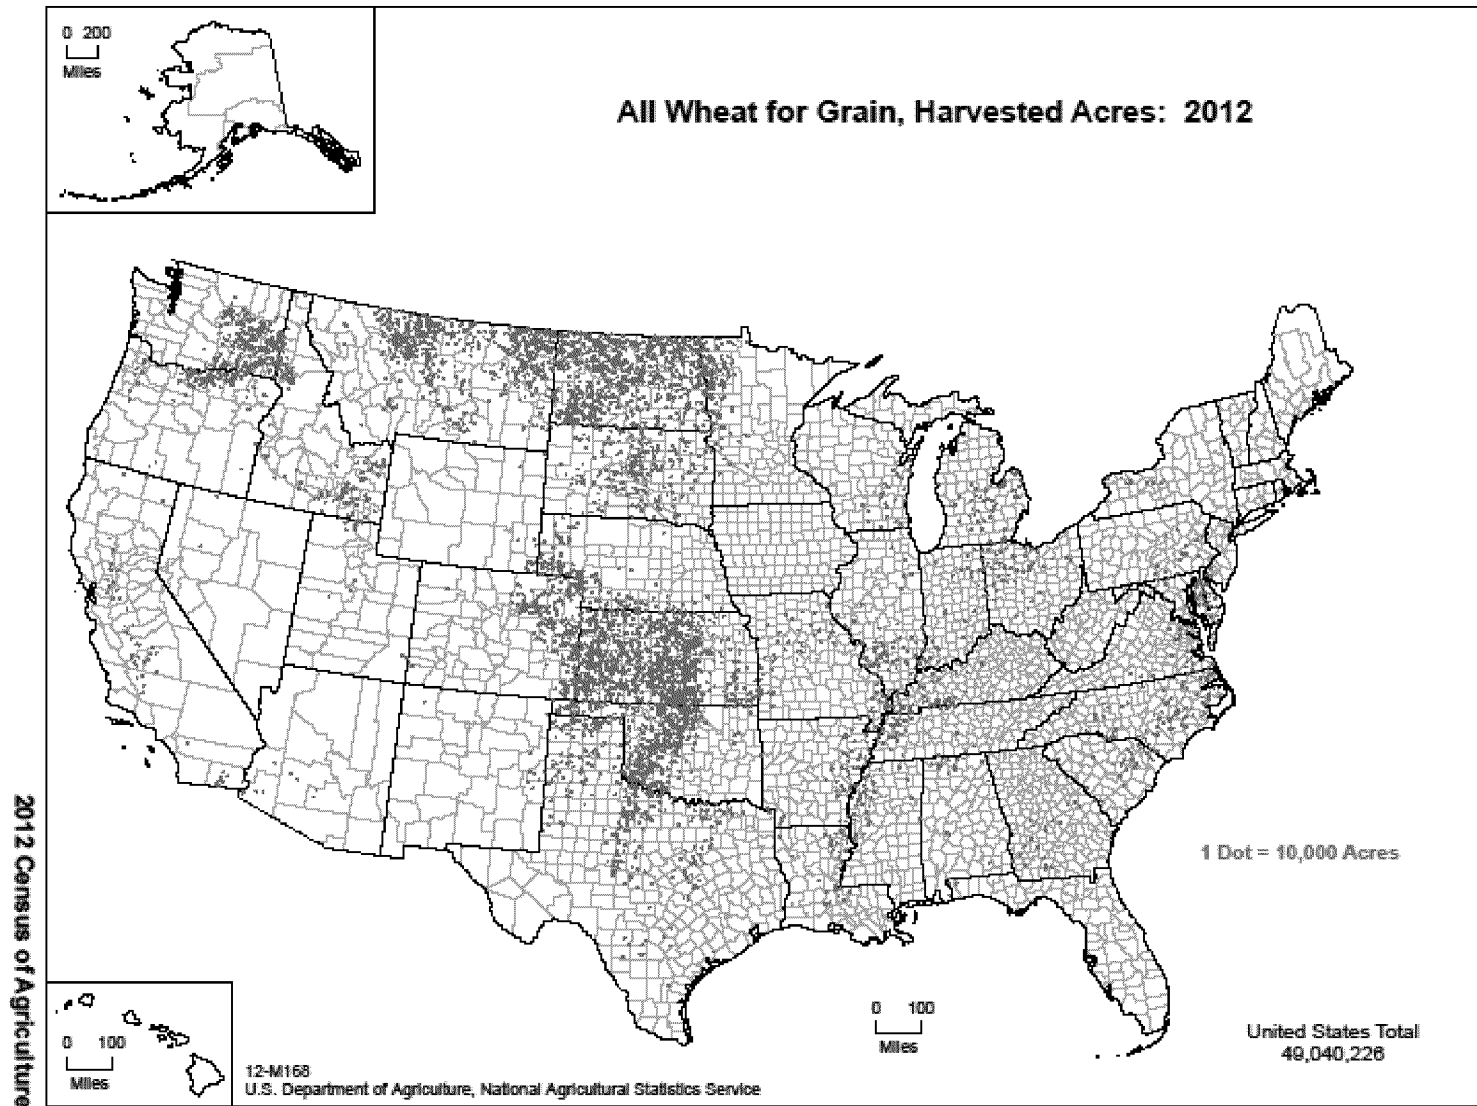 0 200
Miles
All Wheat for Grain, Harvested Acres: 2012
1 Dot = 10,000 Acres
0 100
Miles
0 100
Miles
United States Total
49,040,226
12-M168
U.S. Department of Agriculture, National Agricultural Statistics Service
2012 Census of Agriculture